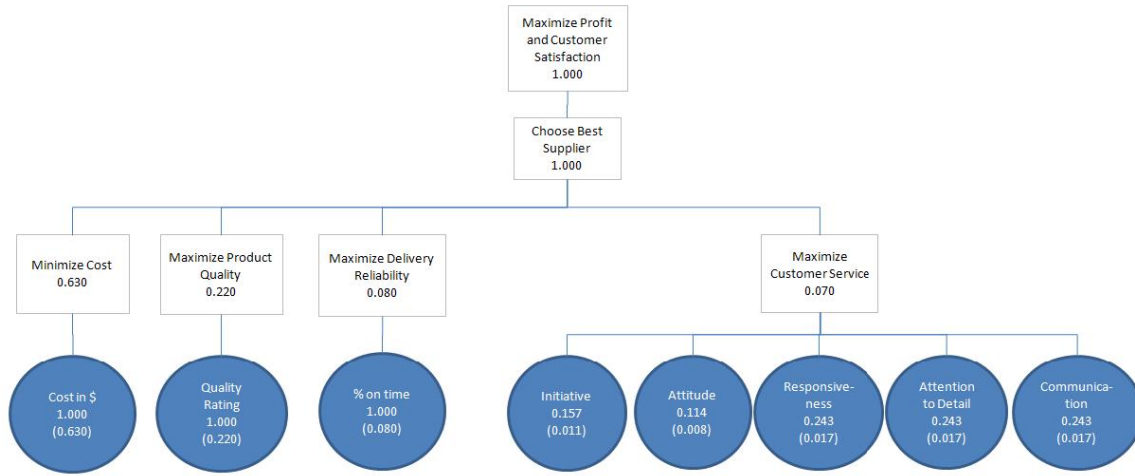 Maximize Profit
and Customer
Satisfaction
1.000
Choose Best
Supplier
1.000
Minimize Cost
0.630
Maximize Product
Quality
0.220
Maximize Delivery
Reliability
0.080
Maximize
Customer Service
0.070
Cost in $
1.000
(0.630)
Quality
Rating
1.000
(0.220)
% on time
1.000
(0.080)
Initiative
0.157
(0.011)
Attitude
0.114
(0.008)
Responsive-
ness
0.243
(0.017)
Attention
to Detail
0.243
(0.017)
Communica-
tion
0.243
(0.017)